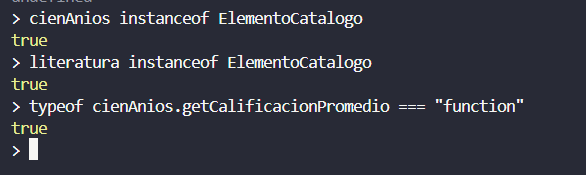 undefined
> cienAnios instanceof ElementoCatalogo
true
> literatura instanceof ElementoCatalogo
true
> typeof cienAnios.getCalificacionPromedio === "function"
true
>